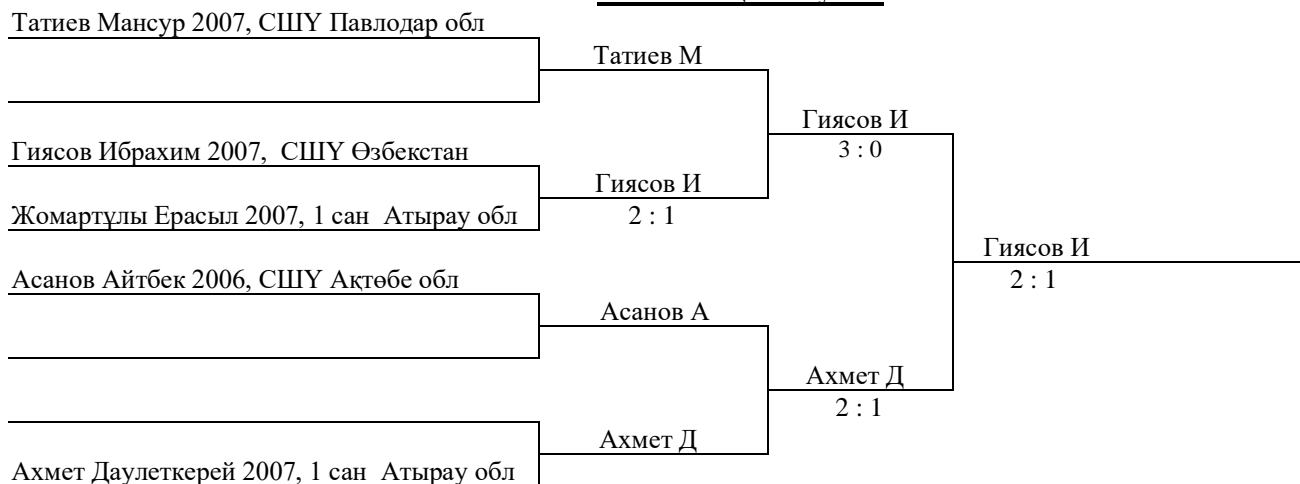 Татиев Мансур 2007, СШҮ Павлодар обл
Татиев М
Гиясов И
3 : 0
Гиясов Ибрахим 2007, СШҮ Өзбекстан
Гиясов И
2 : 1
Жомартұлы Ерасыл 2007, 1 сан Атырау обл
Гиясов И
2 : 1
Асанов Айтбек 2006, СШҮ Ақтөбе обл
Асанов А
Ахмет Д
2 : 1
Ахмет Д
Ахмет Даулеткерей 2007, 1 сан Атырау обл